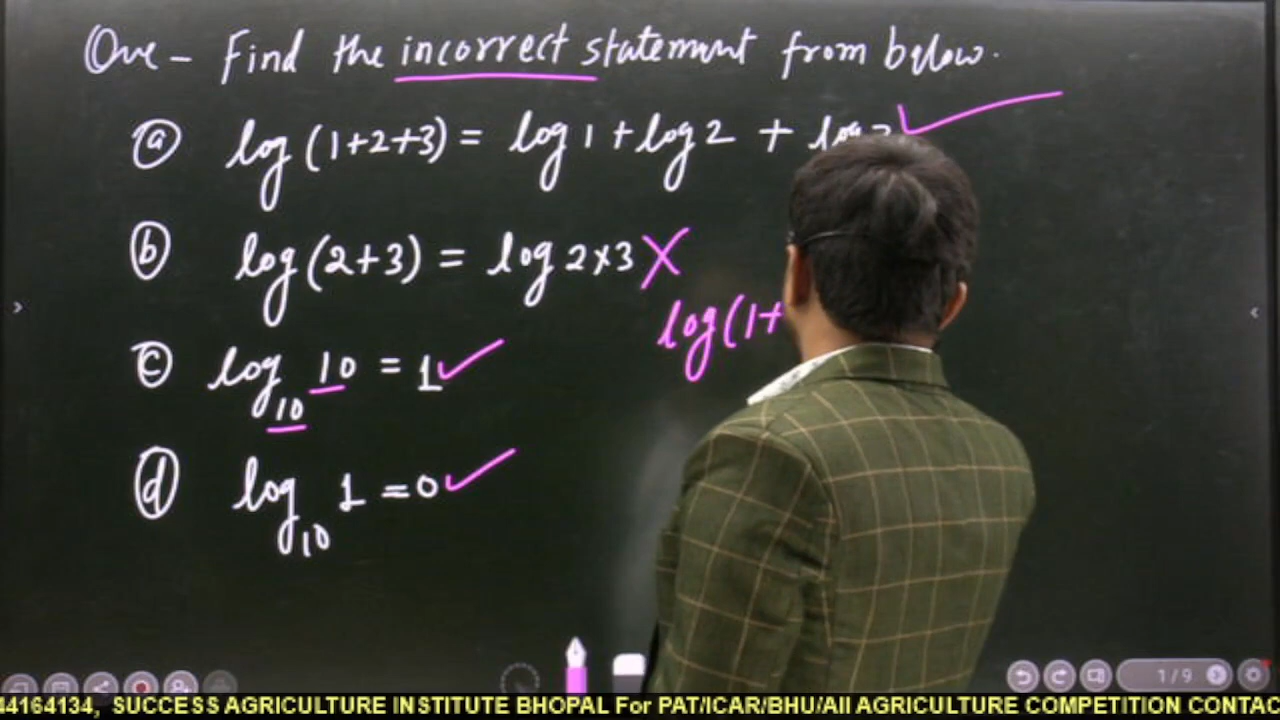 Que - Find the incorrect statement from below.
(a) log (1+2+3) = log 1 + log 2 + log
(b) log (2+3) = log 2×3 ×
log(1+
(c) log₁₀ 10 = 1 ✓
(d) log₁₀ 1 = 0 ✓
1/9
44164134, SUCCESS AGRICULTURE INSTITUTE BHOPAL For PAT/ICAR/BHU/All AGRICULTURE COMPETITION CONTAC